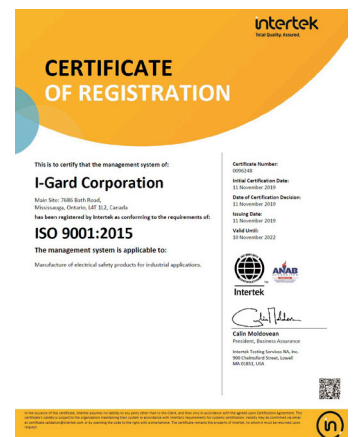 intertek
Total Quality. Assured.
CERTIFICATE
OF REGISTRATION
This is to certify that the management system of:
I-Gard Corporation
Main Site: 7686 Bath Road,
Mississauga, Ontario, L4T 1L2, Canada
has been registered by Intertek as conforming to the requirements of:
ISO 9001:2015
The management system is applicable to:
Manufacture of electrical safety products for industrial applications.
Certificate Number:
0096248
Initial Certification Date:
11 November 2019
Date of Certification Decision:
11 November 2019
Issuing Date:
11 November 2019
Valid Until:
10 November 2022
ANAB
Intertek
Calin Moldovean
President, Business Assurance
Intertek Testing Services NA, Inc.
900 Chelmsford Street, Lowell
MA 01851, USA